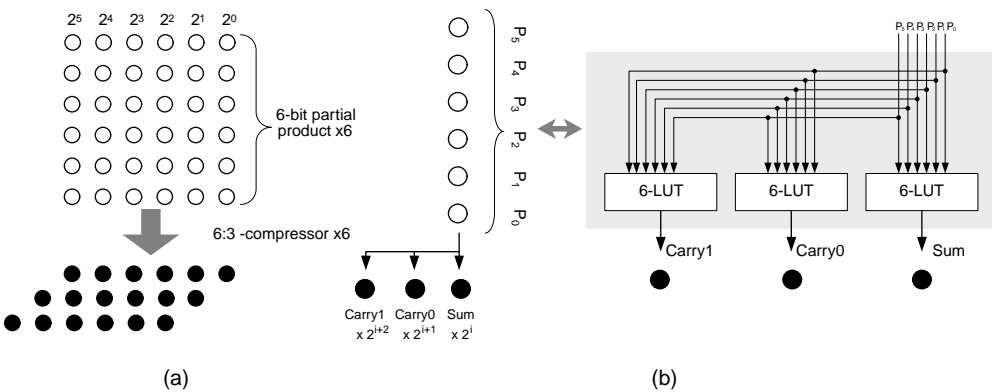 2⁵ 2⁴ 2³ 2² 2¹ 2⁰
6-bit partial
product x6
6:3 -compressor x6
(a)
P₅
P₄
P₃
P₂
P₁
P₀
Carry1 Carry0 Sum
x 2ⁱ⁺² x 2ⁱ⁺¹ x 2ⁱ
P₅ P₄ P₃ P₂ P₁ P₀
6-LUT 6-LUT 6-LUT
Carry1 Carry0 Sum
(b)